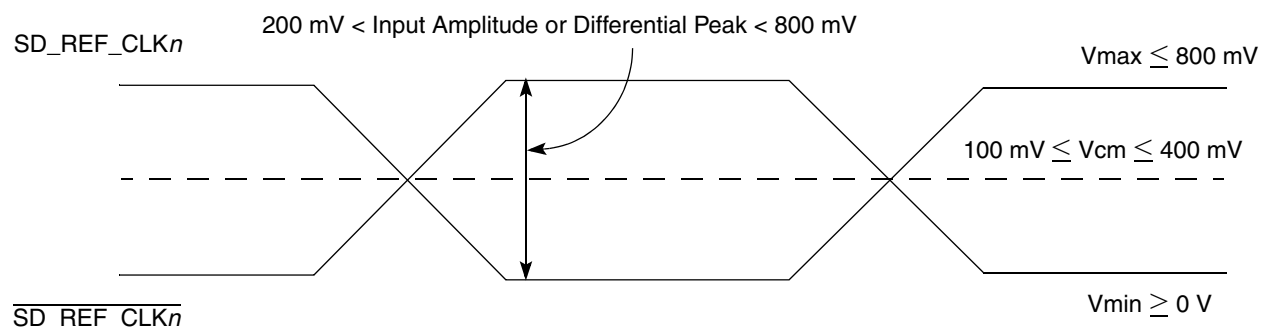 200 mV < Input Amplitude or Differential Peak < 800 mV
SD_REF_CLKn
Vmax ≤ 800 mV
100 mV ≤ Vcm ≤ 400 mV
SD_REF_CLKn
Vmin ≥ 0 V